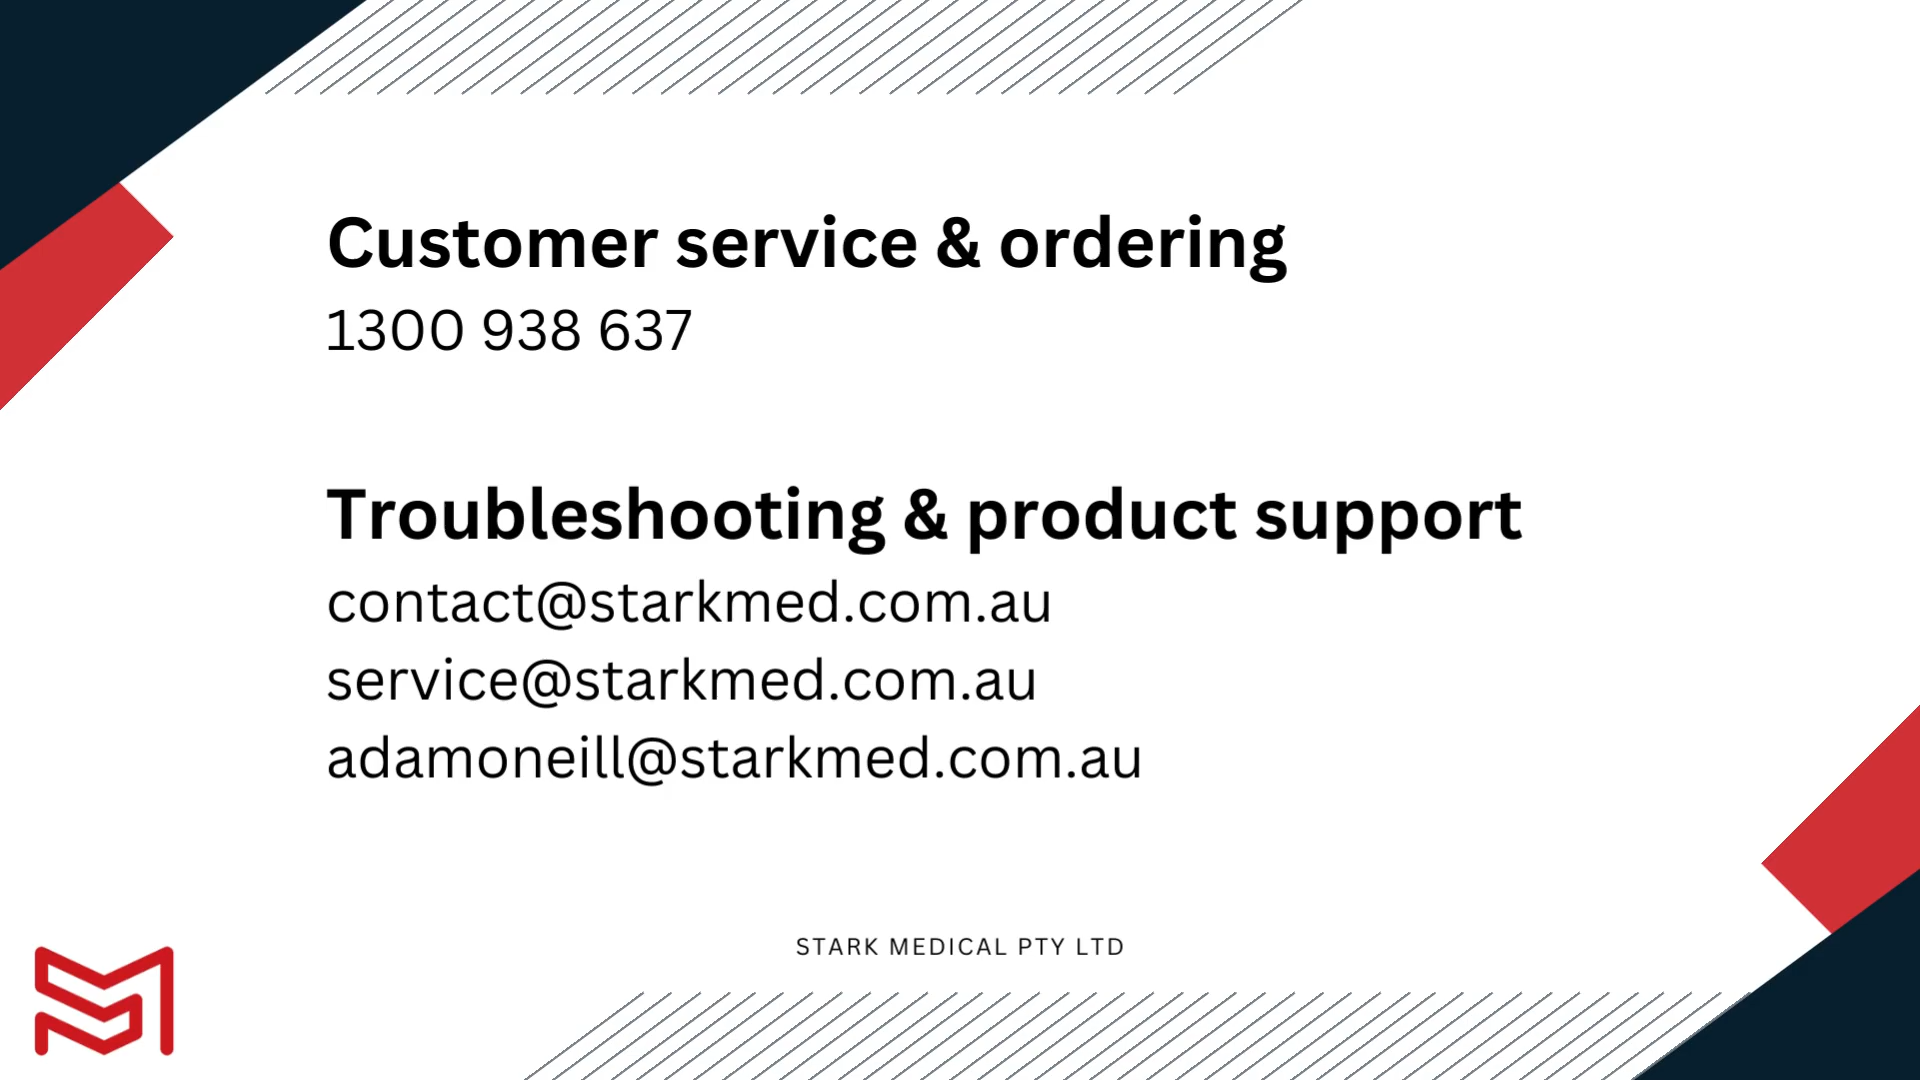 Customer service & ordering
1300 938 637
Troubleshooting & product support
contact@starkmed.com.au
service@starkmed.com.au
adamoneill@starkmed.com.au
STARK MEDICAL PTY LTD